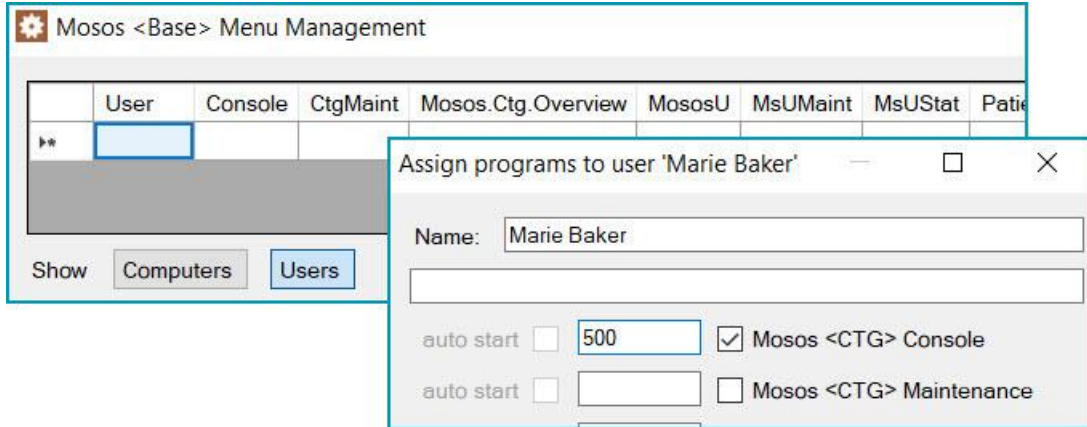 Mosos <Base> Menu Management
User Console CtgMaint Mosos.Ctg.Overview MososU MsUMaint MsUStat Patie
Assign programs to user 'Marie Baker'
Name: Marie Baker
Show Computers Users
auto start 500 Mosos <CTG> Console
auto start Mosos <CTG> Maintenance